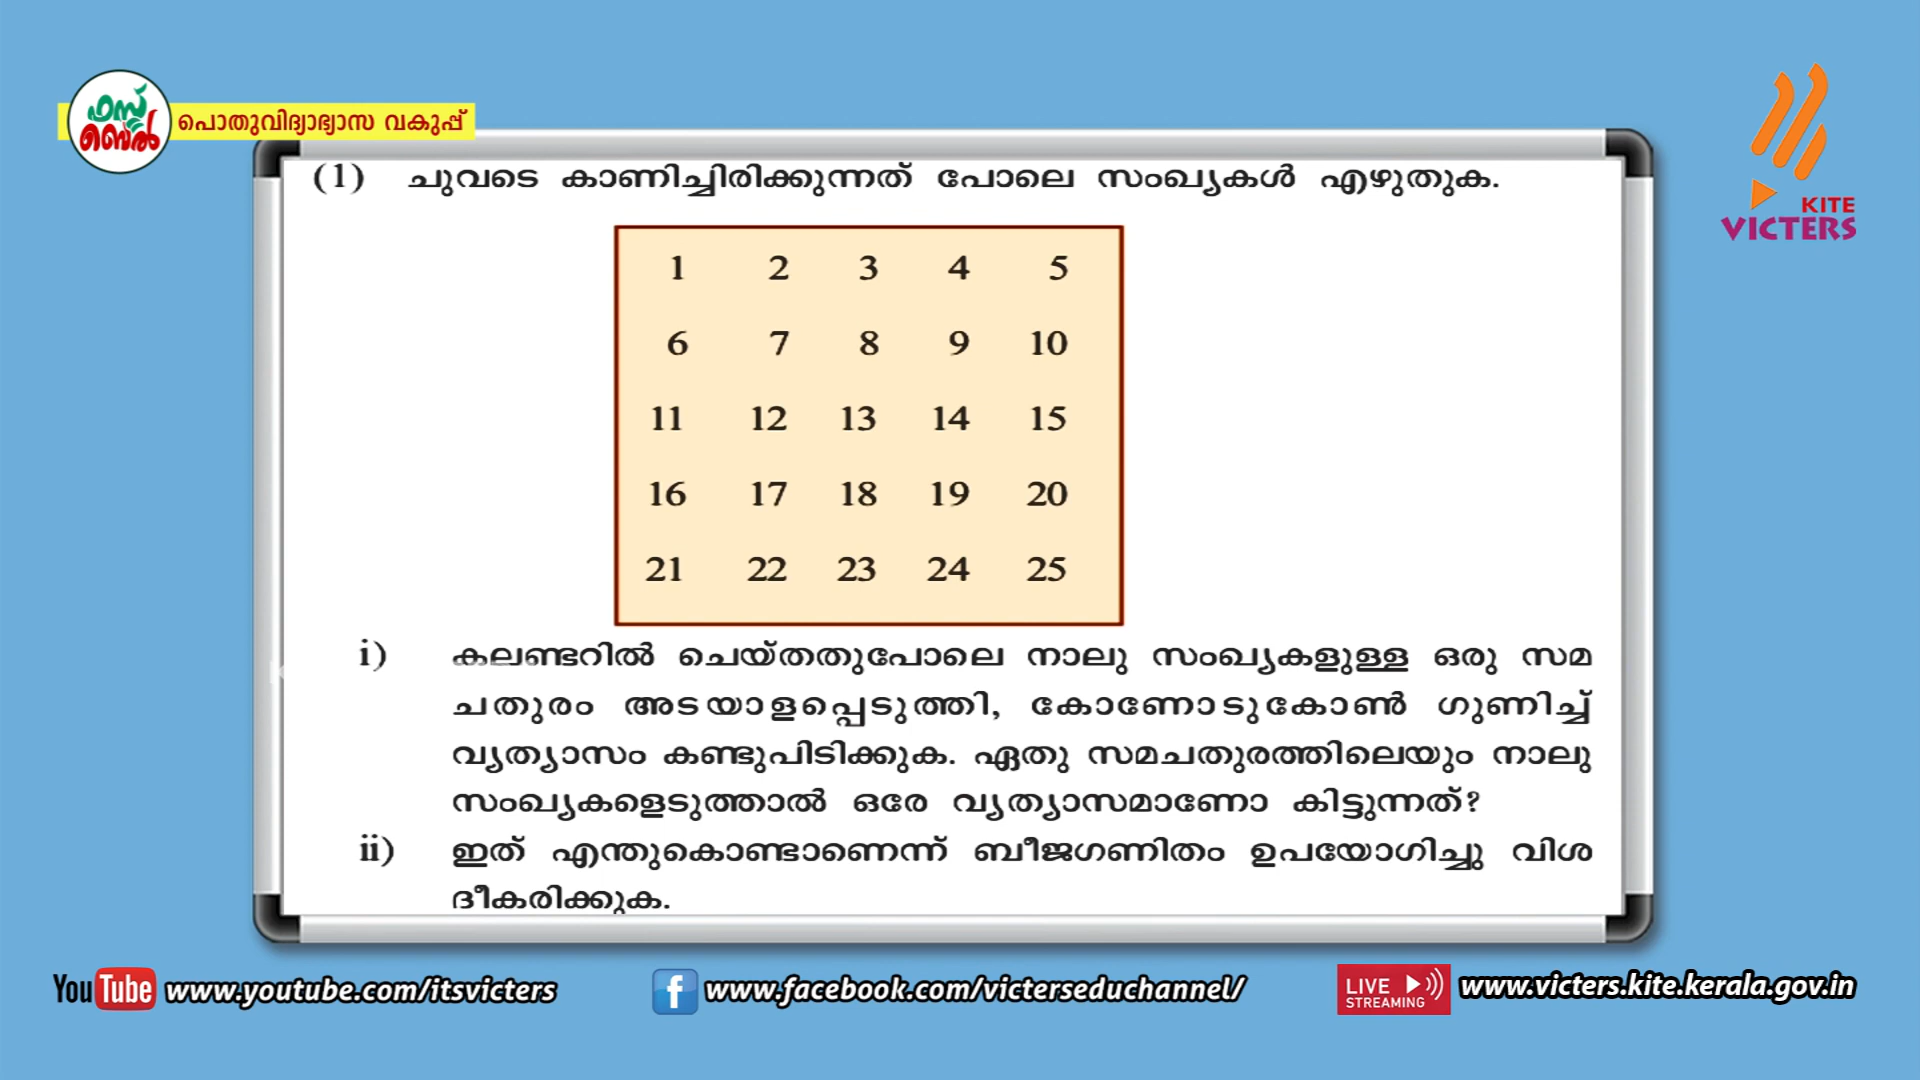 ഫസ്റ്റ്
ബെൽ
പൊതുവിദ്യാഭ്യാസ വകുപ്പ്
KITE
VICTERS
(1) ചുവടെ കാണിച്ചിരിക്കുന്നത് പോലെ സംഖ്യകൾ എഴുതുക.
1 2 3 4 5
6 7 8 9 10
11 12 13 14 15
16 17 18 19 20
21 22 23 24 25
i) കലണ്ടറിൽ ചെയ്തതുപോലെ നാലു സംഖ്യകളുള്ള ഒരു സമ
ചതുരം അടയാളപ്പെടുത്തി, കോണോടുകോൺ ഗുണിച്ച്
വ്യത്യാസം കണ്ടുപിടിക്കുക. ഏതു സമചതുരത്തിലെയും നാലു
സംഖ്യകളെടുത്താൽ ഒരേ വ്യത്യാസമാണോ കിട്ടുന്നത്?
ii) ഇത് എന്തുകൊണ്ടാണെന്ന് ബീജഗണിതം ഉപയോഗിച്ചു വിശ
ദീകരിക്കുക.
YouTube www.youtube.com/itsvicters
f www.facebook.com/victerseduchannel/
LIVE STREAMING www.victers.kite.kerala.gov.in